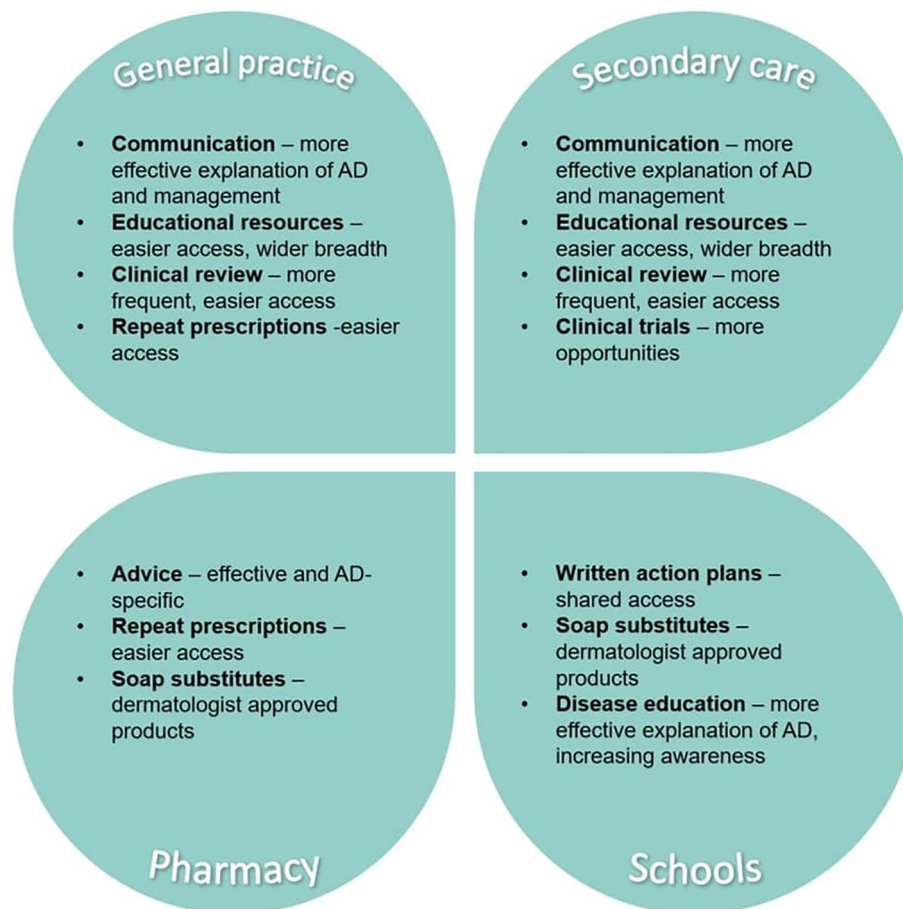 General practice
• Communication – more
effective explanation of AD
and management
• Educational resources –
easier access, wider breadth
• Clinical review – more
frequent, easier access
• Repeat prescriptions -easier
access
Secondary care
• Communication – more
effective explanation of AD
and management
• Educational resources –
easier access, wider breadth
• Clinical review – more
frequent, easier access
• Clinical trials – more
opportunities
• Advice – effective and AD-
specific
• Repeat prescriptions –
easier access
• Soap substitutes –
dermatologist approved
products
Pharmacy
• Written action plans –
shared access
• Soap substitutes –
dermatologist approved
products
• Disease education – more
effective explanation of AD,
increasing awareness
Schools